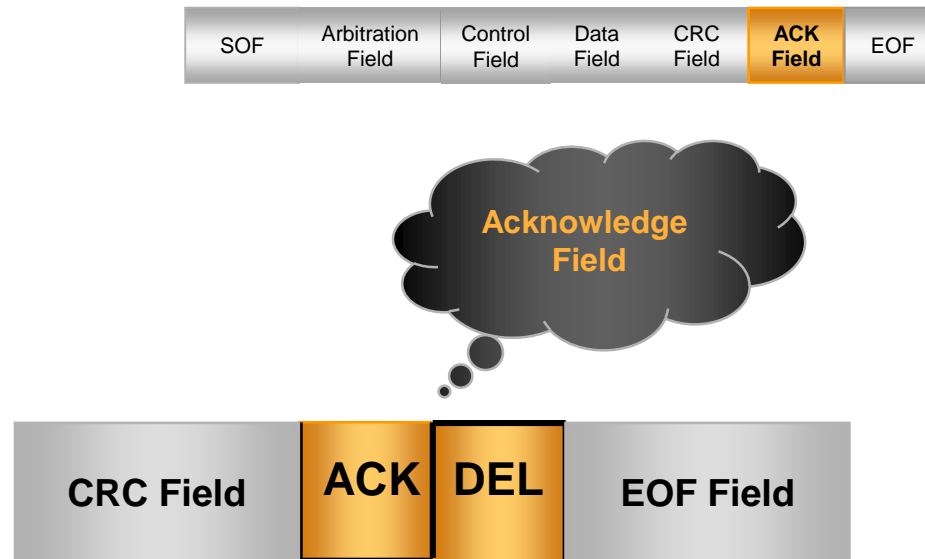 SOF
Arbitration
Field
Control
Field
Data
Field
CRC
Field
ACK
Field
EOF
Acknowledge
Field
CRC Field
ACK
DEL
EOF Field